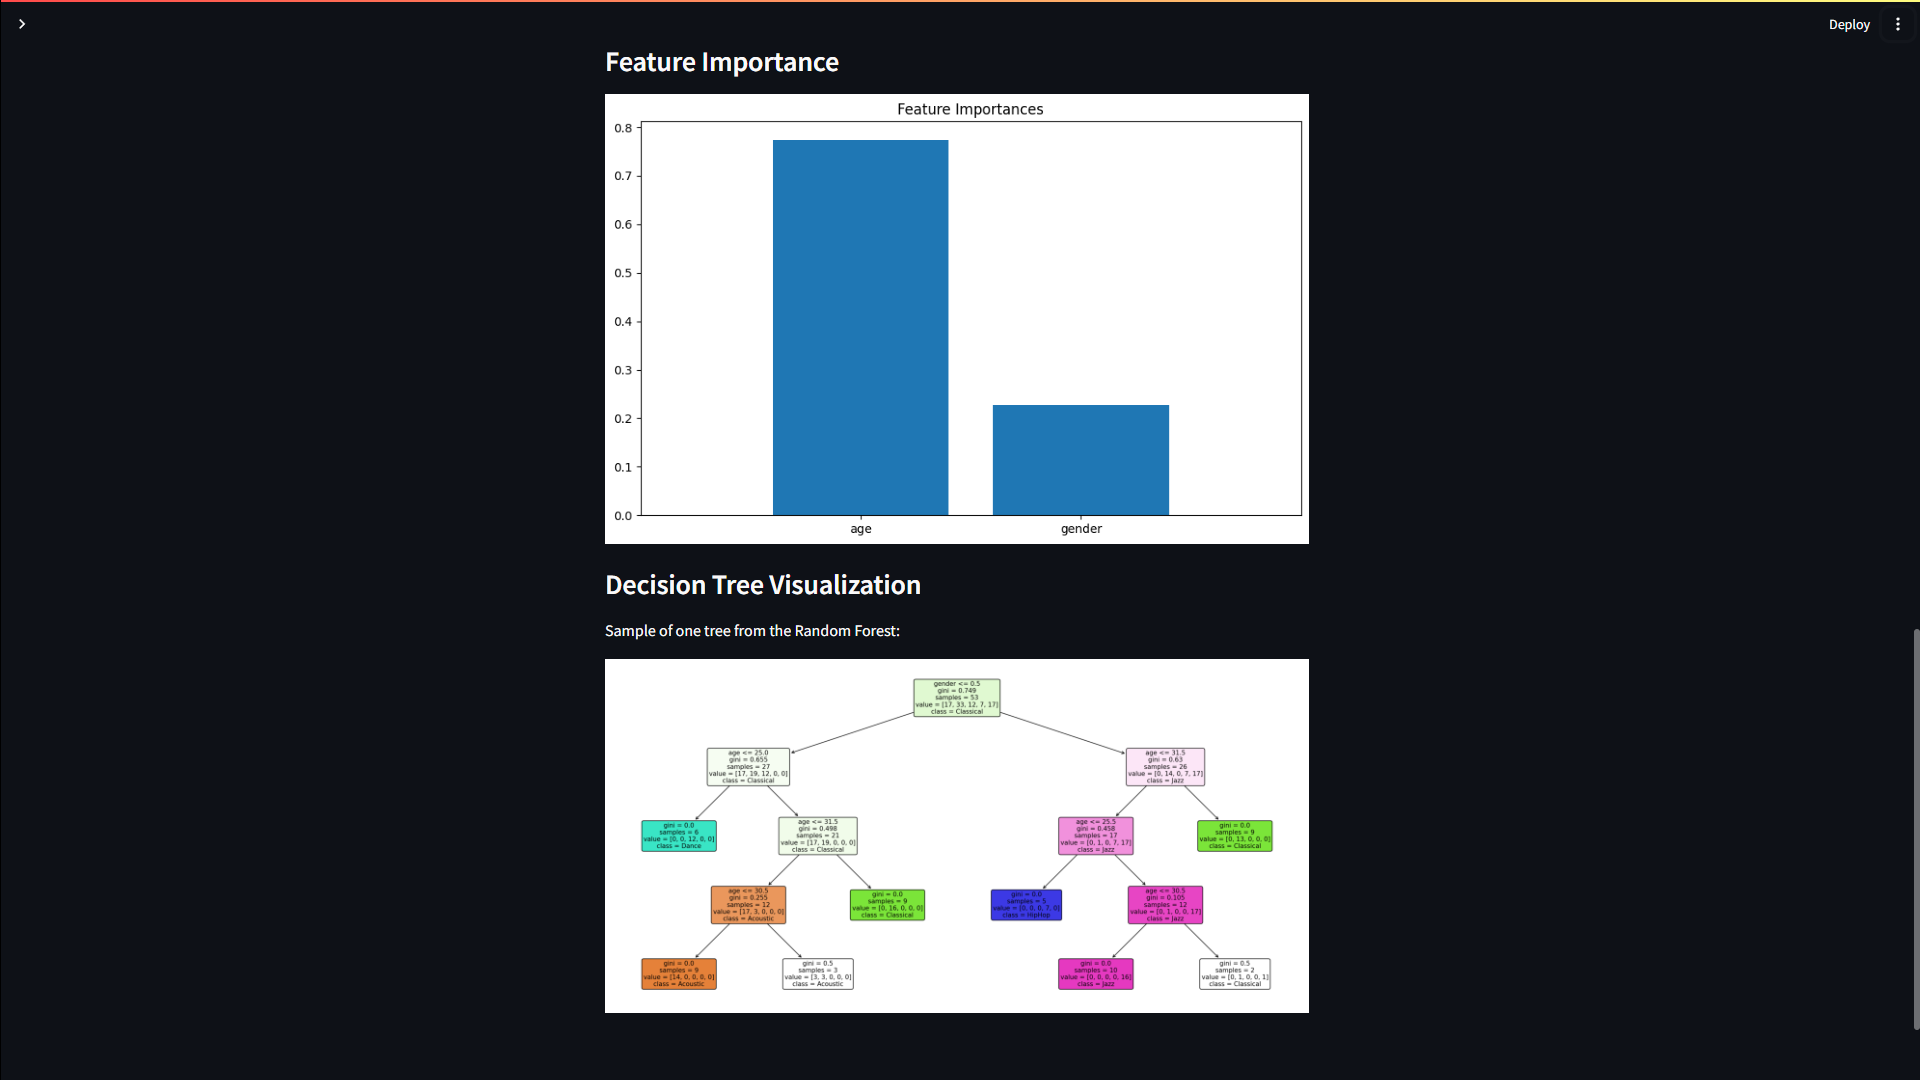 Deploy
Feature Importance
Feature Importances
0.8
0.7
0.6
0.5
0.4
0.3
0.2
0.1
0.0
age gender
Decision Tree Visualization
Sample of one tree from the Random Forest:
gender <= 0.5
gini = 0.749
samples = 53
value = [17, 33, 12, 7, 17]
class = Classical
age <= 25.0
gini = 0.655
samples = 27
value = [17, 19, 12, 0, 0]
class = Classical
age <= 31.5
gini = 0.63
samples = 26
value = [0, 14, 0, 7, 17]
class = Jazz
gini = 0.0
samples = 6
value = [0, 0, 12, 0, 0]
class = Dance
age <= 31.5
gini = 0.498
samples = 21
value = [17, 19, 0, 0, 0]
class = Classical
age <= 25.5
gini = 0.458
samples = 17
value = [0, 1, 0, 7, 17]
class = Jazz
gini = 0.0
samples = 9
value = [0, 13, 0, 0, 0]
class = Classical
age <= 30.5
gini = 0.255
samples = 12
value = [17, 3, 0, 0, 0]
class = Acoustic
gini = 0.0
samples = 9
value = [0, 16, 0, 0, 0]
class = Classical
gini = 0.0
samples = 5
value = [0, 0, 0, 7, 0]
class = HipHop
age <= 30.5
gini = 0.105
samples = 12
value = [0, 1, 0, 0, 17]
class = Jazz
gini = 0.0
samples = 9
value = [14, 0, 0, 0, 0]
class = Acoustic
gini = 0.5
samples = 3
value = [3, 3, 0, 0, 0]
class = Acoustic
gini = 0.0
samples = 10
value = [0, 0, 0, 0, 16]
class = Jazz
gini = 0.5
samples = 2
value = [0, 1, 0, 0, 1]
class = Classical